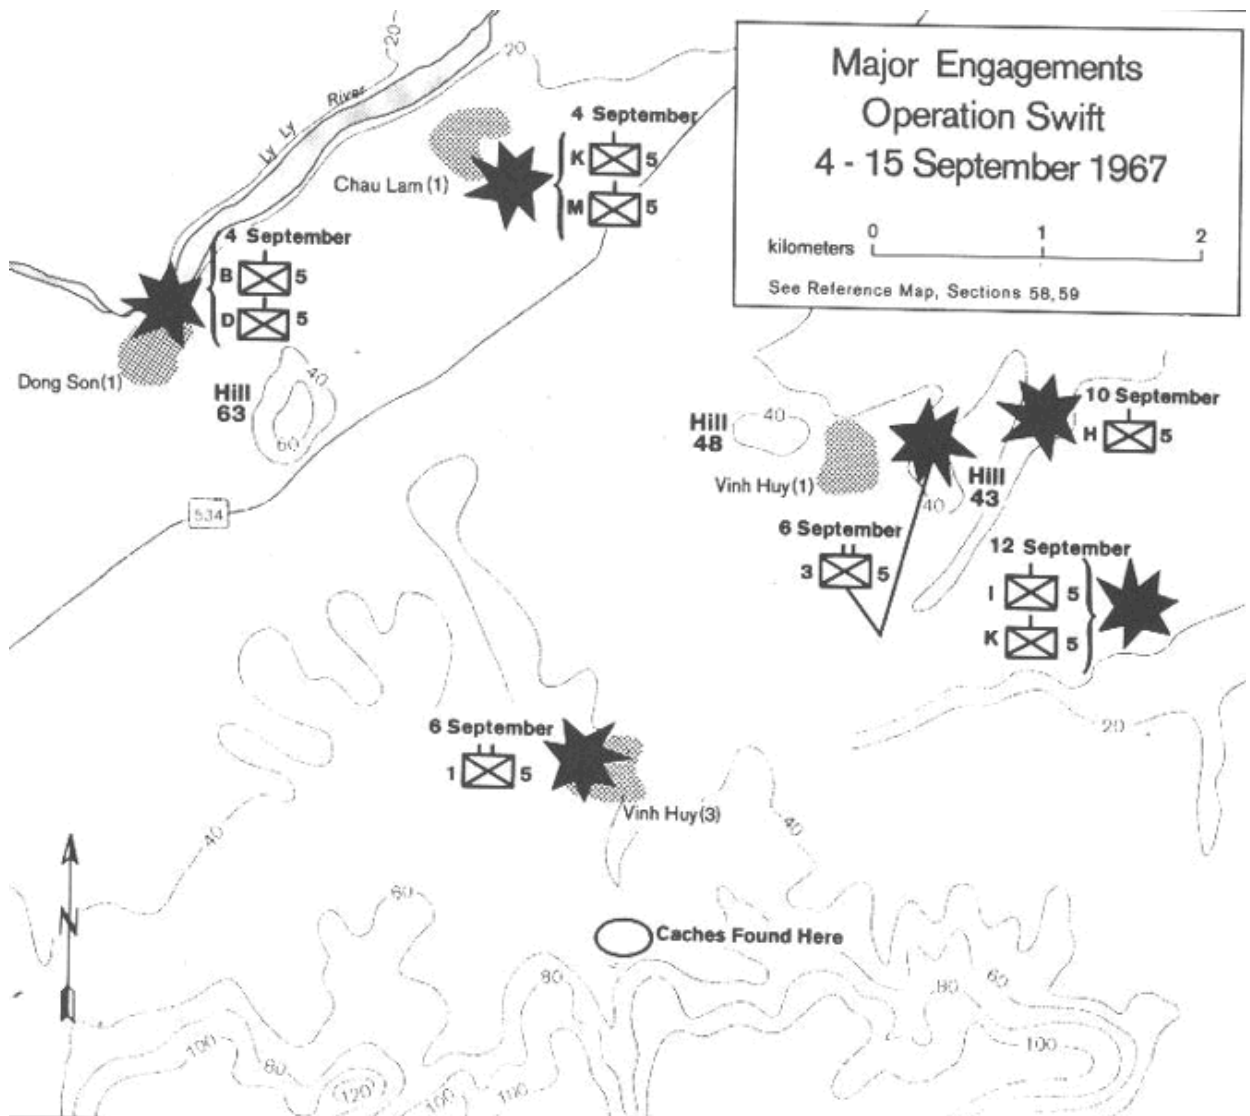 Major Engagements
Operation Swift
4 - 15 September 1967
0 1 2
kilometers
See Reference Map, Sections 58,59
20
20
Ly Ly River
4 September
K 5
M 5
Chau Lam (1)
4 September
B 5
D 5
Dong Son(1)
Hill
63
40
60
534
Hill
48
40
Vinh Huy(1)
Hill
43
40
10 September
H 5
6 September
3 5
12 September
I 5
K 5
20
6 September
1 5
Vinh Huy(3)
40
40
N
60
Caches Found Here
80
60
80
100
100
80
120
100
100